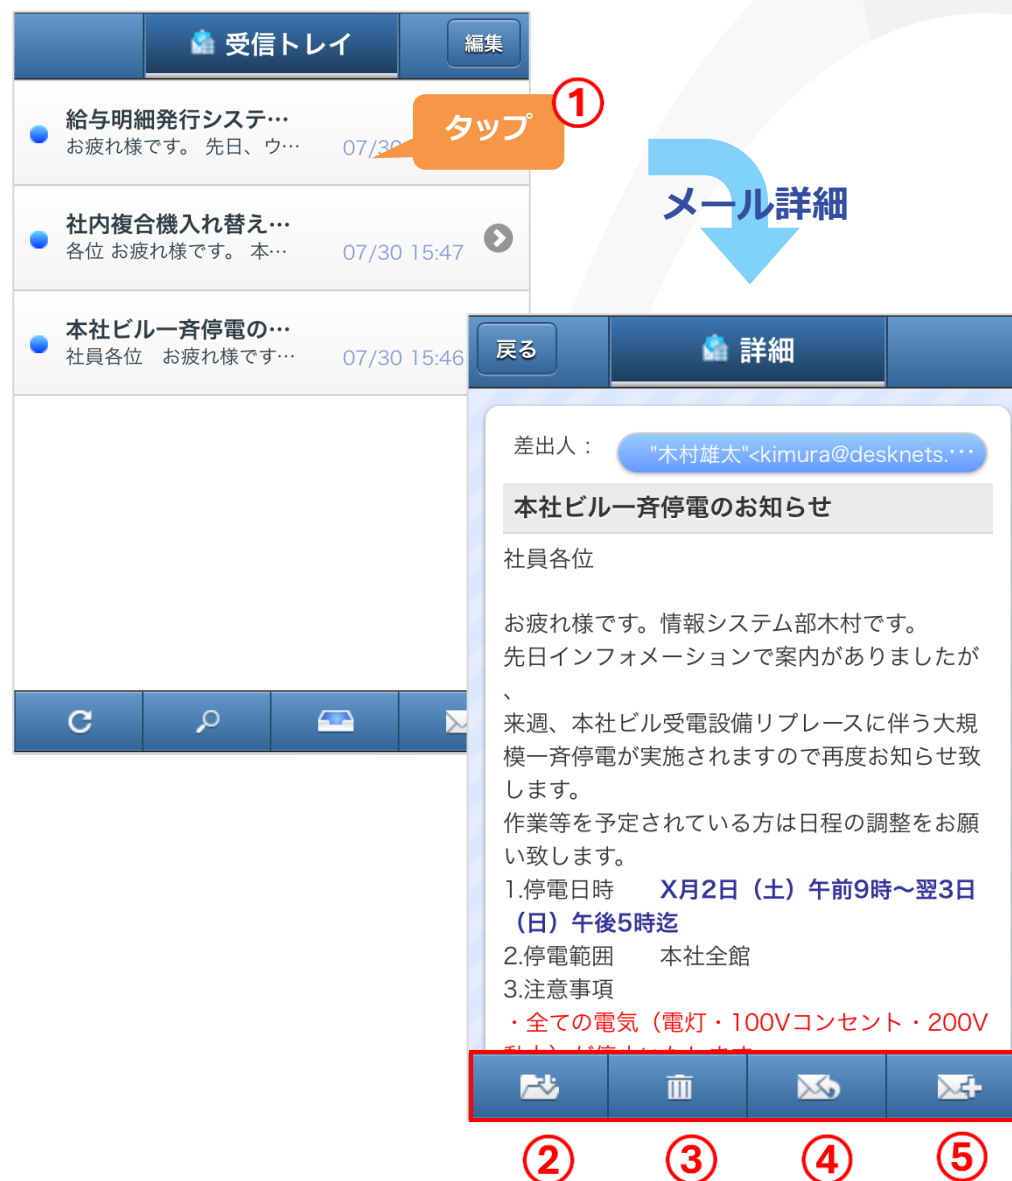 受信トレイ
編集
給与明細発行システ…
お疲れ様です。 先日、ウ…
07/30
タップ
①
社内複合機入れ替え…
各位 お疲れ様です。 本…
07/30 15:47
本社ビル一斉停電の…
社員各位　お疲れ様です…
07/30 15:46
メール詳細
戻る
詳細
差出人：
"木村雄太"<kimura@desknets.…
本社ビル一斉停電のお知らせ
社員各位
お疲れ様です。情報システム部木村です。
先日インフォメーションで案内がありましたが
、
来週、本社ビル受電設備リプレースに伴う大規
模一斉停電が実施されますので再度お知らせ致
します。
作業等を予定されている方は日程の調整をお願
い致します。
1.停電日時　　X月2日（土）午前9時～翌3日
（日）午後5時迄
2.停電範囲　　本社全館
3.注意事項
・全ての電気（電灯・100Vコンセント・200V
②
③
④
⑤